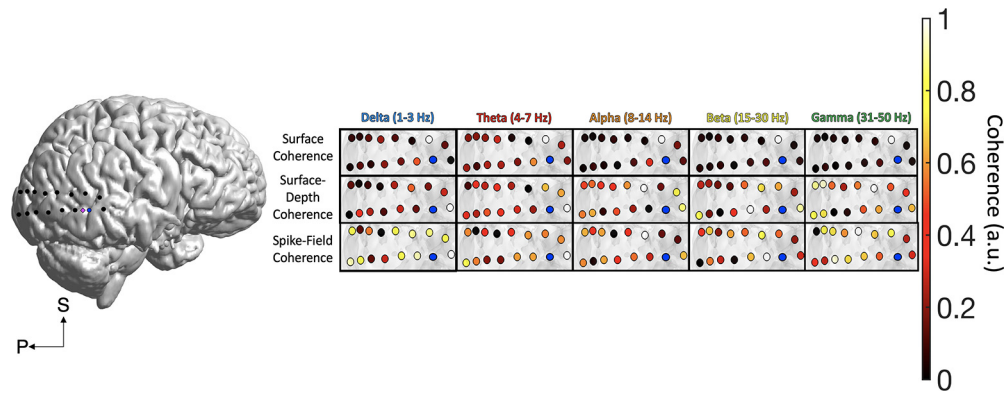 Delta (1-3 Hz) Theta (4-7 Hz) Alpha (8-14 Hz) Beta (15-30 Hz) Gamma (31-50 Hz)
Surface
Coherence
Surface-
Depth
Coherence
Spike-Field
Coherence
S
P
1
0.8
0.6
0.4
0.2
0
Coherence (a.u.)